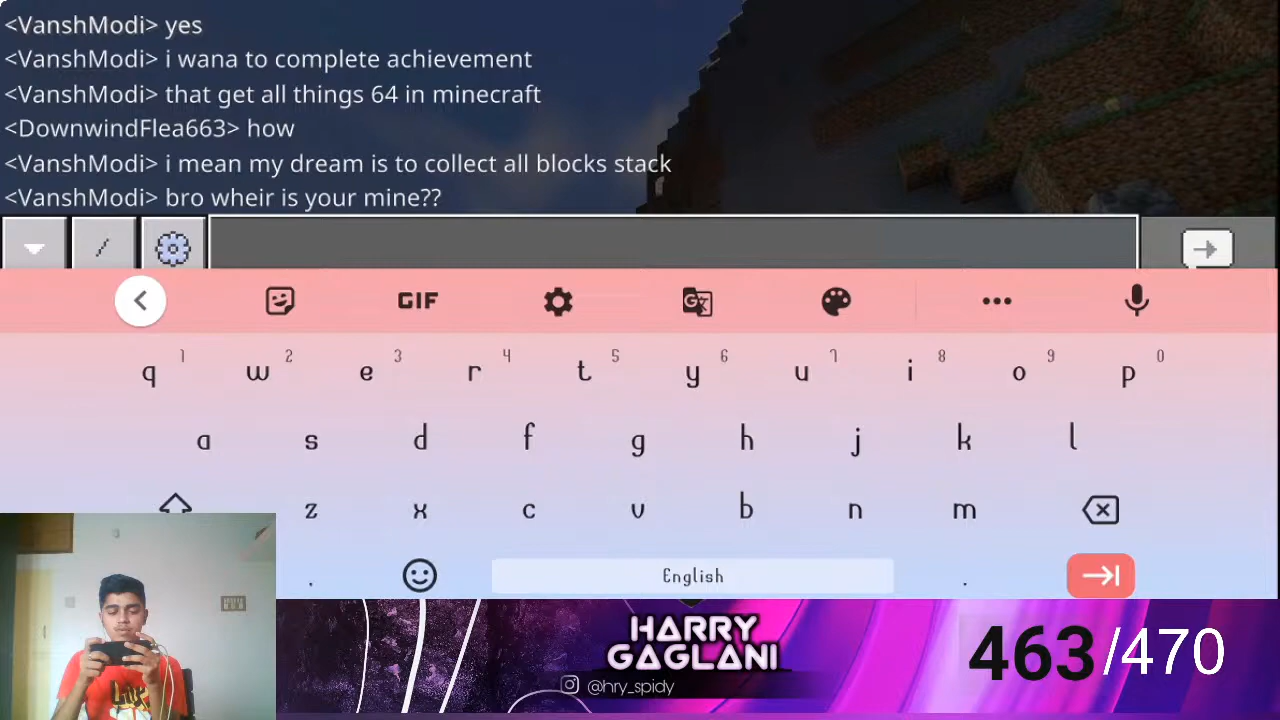 <VanshModi> yes
<VanshModi> i wana to complete achievement
<VanshModi> that get all things 64 in minecraft
<DownwindFlea663> how
<VanshModi> i mean my dream is to collect all blocks stack
<VanshModi> bro wheir is your mine??
/
GIF
1 2 3 4 5 6 7 8 9 0
q w e r t y u i o p
a s d f g h j k l
z x c v b n m
. English .
HARRY
GAGLANI
@hry_spidy
463/470